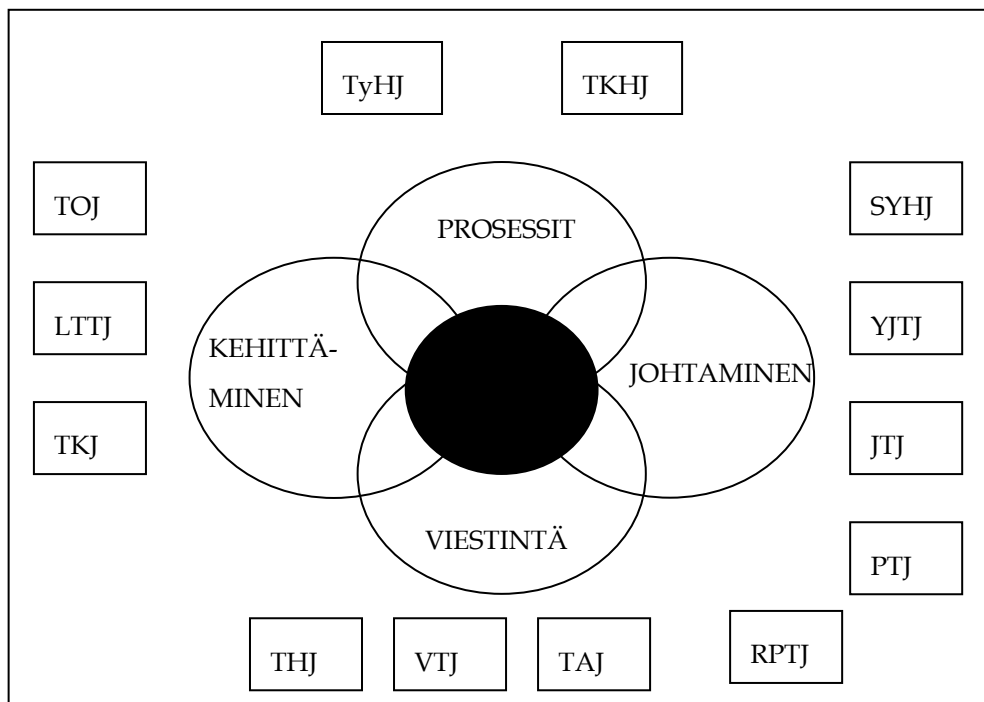 TyHJ
TKHJ
TOJ
SYHJ
PROSESSIT
LTTJ
YJTJ
KEHITTÄ-
MINEN
JOHTAMINEN
TKJ
JTJ
VIESTINTÄ
PTJ
THJ
VTJ
TAJ
RPTJ